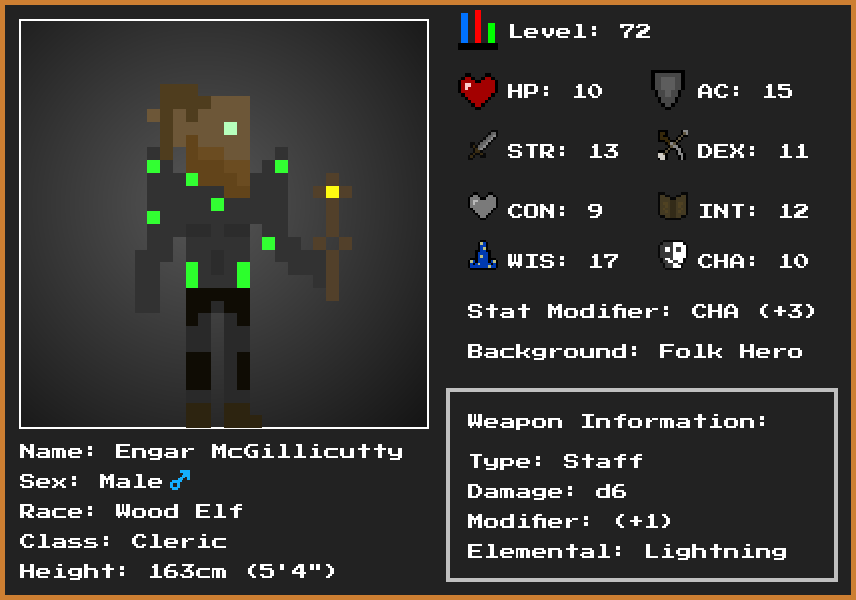 Level: 72
HP: 10 AC: 15
STR: 13 DEX: 11
CON: 9 INT: 12
WIS: 17 CHA: 10
Stat Modifier: CHA (+3)
Background: Folk Hero
Weapon Information:
Type: Staff
Damage: d6
Modifier: (+1)
Elemental: Lightning
Name: Engar McGillicutty
Sex: Male ♂
Race: Wood Elf
Class: Cleric
Height: 163cm (5'4")